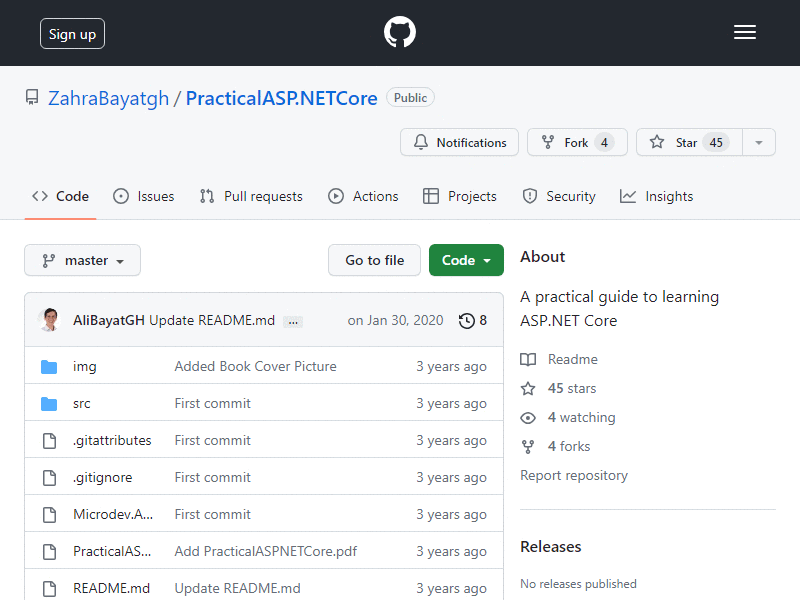 Sign up
ZahraBayatgh / PracticalASP.NETCore Public
Notifications Fork 4 Star 45
Code Issues Pull requests Actions Projects Security Insights
master Go to file Code
AliBayatGH Update README.md ... on Jan 30, 2020 8
img Added Book Cover Picture 3 years ago
src First commit 3 years ago
.gitattributes First commit 3 years ago
.gitignore First commit 3 years ago
Microdev.A... First commit 3 years ago
PracticalAS... Add PracticalASPNETCore.pdf 3 years ago
README.md Update README.md 3 years ago
About
A practical guide to learning
ASP.NET Core
Readme
45 stars
4 watching
4 forks
Report repository
Releases
No releases published